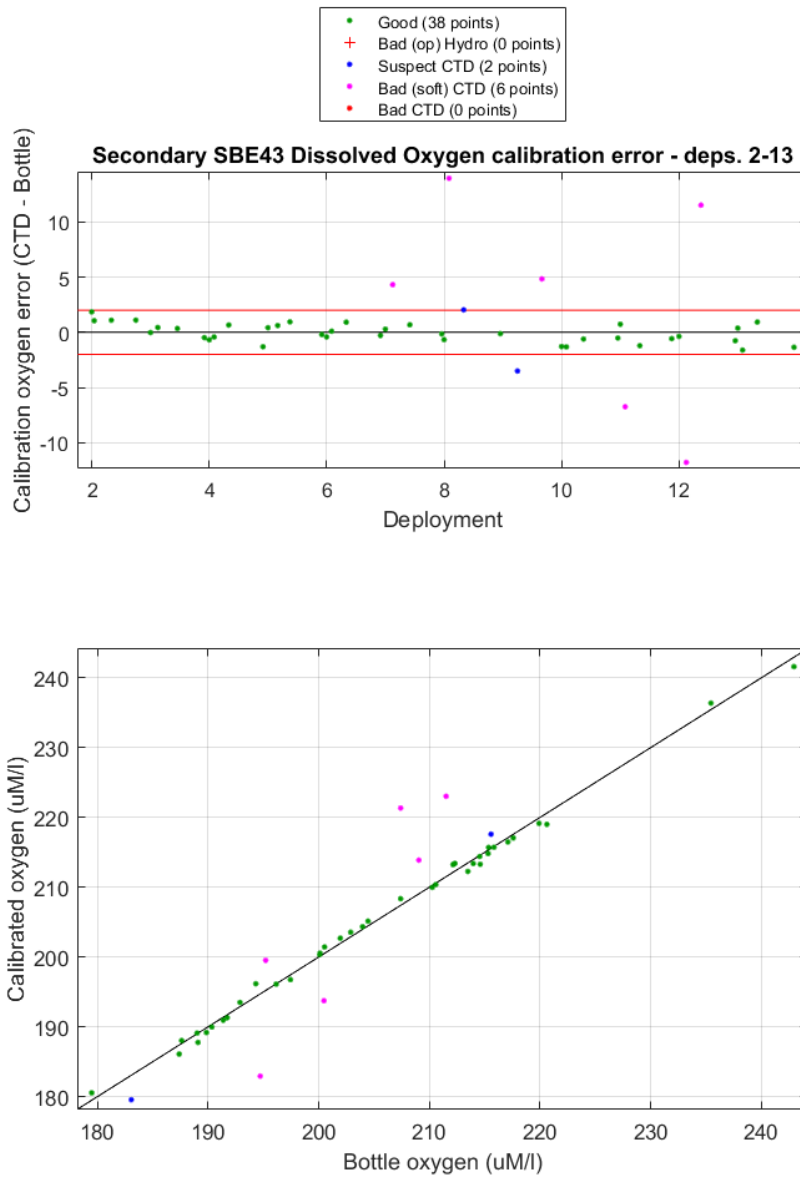 Good (38 points)
Bad (op) Hydro (0 points)
Suspect CTD (2 points)
Bad (soft) CTD (6 points)
Bad CTD (0 points)
Secondary SBE43 Dissolved Oxygen calibration error - deps. 2-13
Calibration oxygen error (CTD - Bottle)
10
5
0
-5
-10
2 4 6 8 10 12
Deployment
Calibrated oxygen (uM/l)
240
230
220
210
200
190
180
180 190 200 210 220 230 240
Bottle oxygen (uM/l)